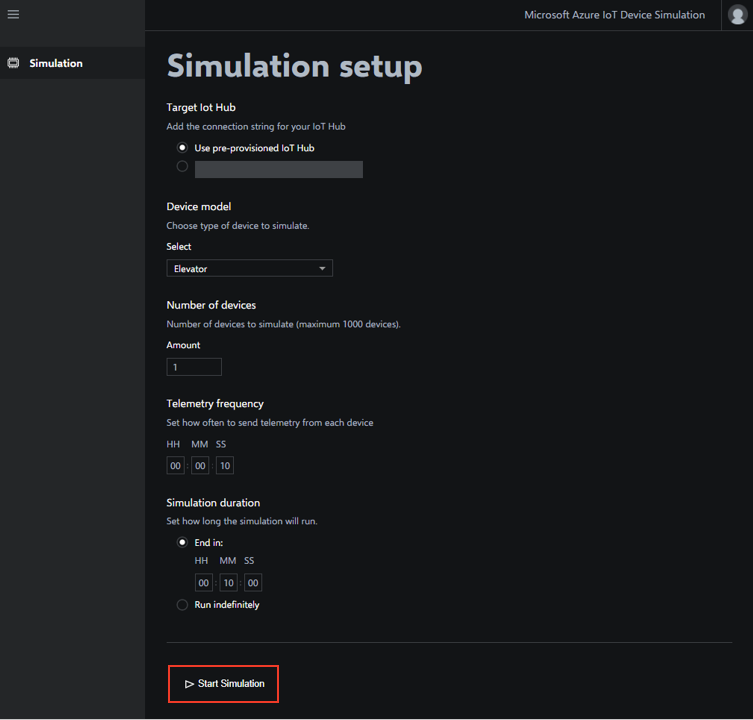 Microsoft Azure IoT Device Simulation
Simulation
Simulation setup
Target Iot Hub
Add the connection string for your IoT Hub
Use pre-provisioned IoT Hub
Device model
Choose type of device to simulate.
Select
Elevator
Number of devices
Number of devices to simulate (maximum 1000 devices).
Amount
1
Telemetry frequency
Set how often to send telemetry from each device
HH MM SS
00 : 00 : 10
Simulation duration
Set how long the simulation will run.
End in:
HH MM SS
00 : 10 : 00
Run indefinitely
Start Simulation